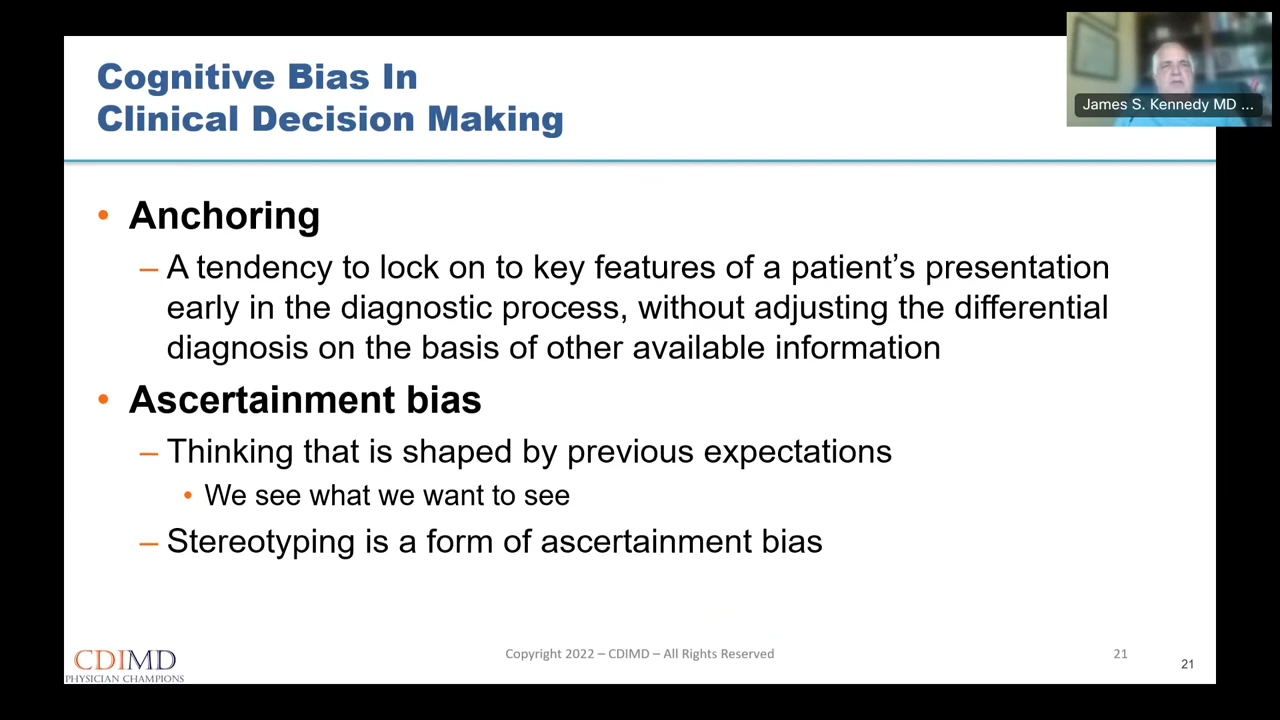 Cognitive Bias In
Clinical Decision Making
James S. Kennedy MD ...
• Anchoring
– A tendency to lock on to key features of a patient’s presentation
early in the diagnostic process, without adjusting the differential
diagnosis on the basis of other available information
• Ascertainment bias
– Thinking that is shaped by previous expectations
• We see what we want to see
– Stereotyping is a form of ascertainment bias
CDIMD
PHYSICIAN CHAMPIONS
Copyright 2022 – CDIMD – All Rights Reserved
21
21